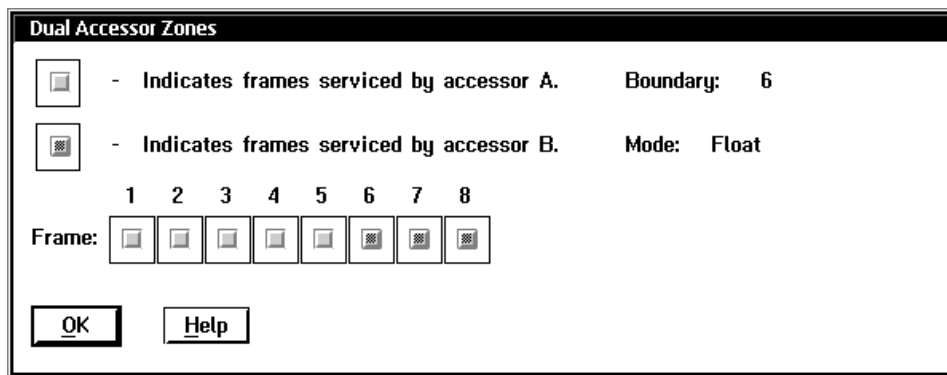 Dual Accessor Zones
- Indicates frames serviced by accessor A. Boundary: 6
- Indicates frames serviced by accessor B. Mode: Float
1 2 3 4 5 6 7 8
Frame:
OK Help